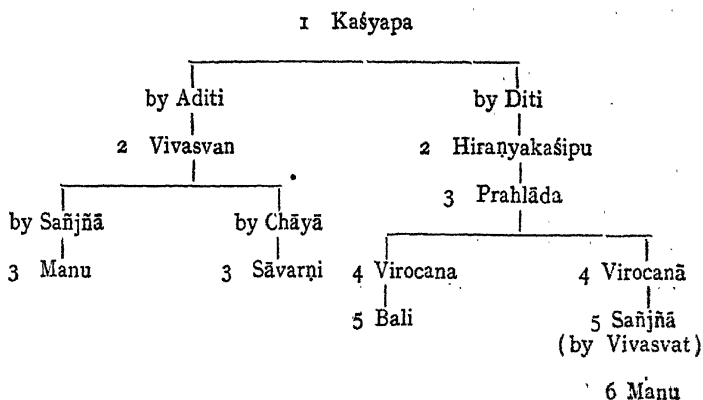 1 Kaśyapa
by Aditi by Diti
2 Vivasvan 2 Hiraṇyakaśipu
3 Prahlāda
by Sañjñā by Chāyā
3 Manu 3 Sāvarṇi 4 Virocana 4 Virocanā
5 Bali 5 Sañjñā
(by Vivasvat)
6 Manu